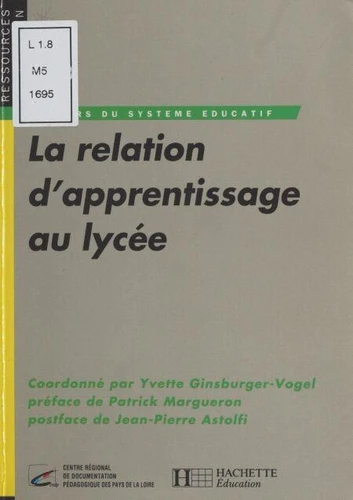 RESSOURCES
L 1.8
M5
1695
DU SYSTEME EDUCATIF
La relation
d'apprentissage
au lycée
Coordonné par Yvette Ginsburger-Vogel
préface de Patrick Margueron
postface de Jean-Pierre Astolfi
CENTRE RÉGIONAL
DE DOCUMENTATION
PÉDAGOGIQUE DES PAYS DE LA LOIRE
H HACHETTE
Éducation